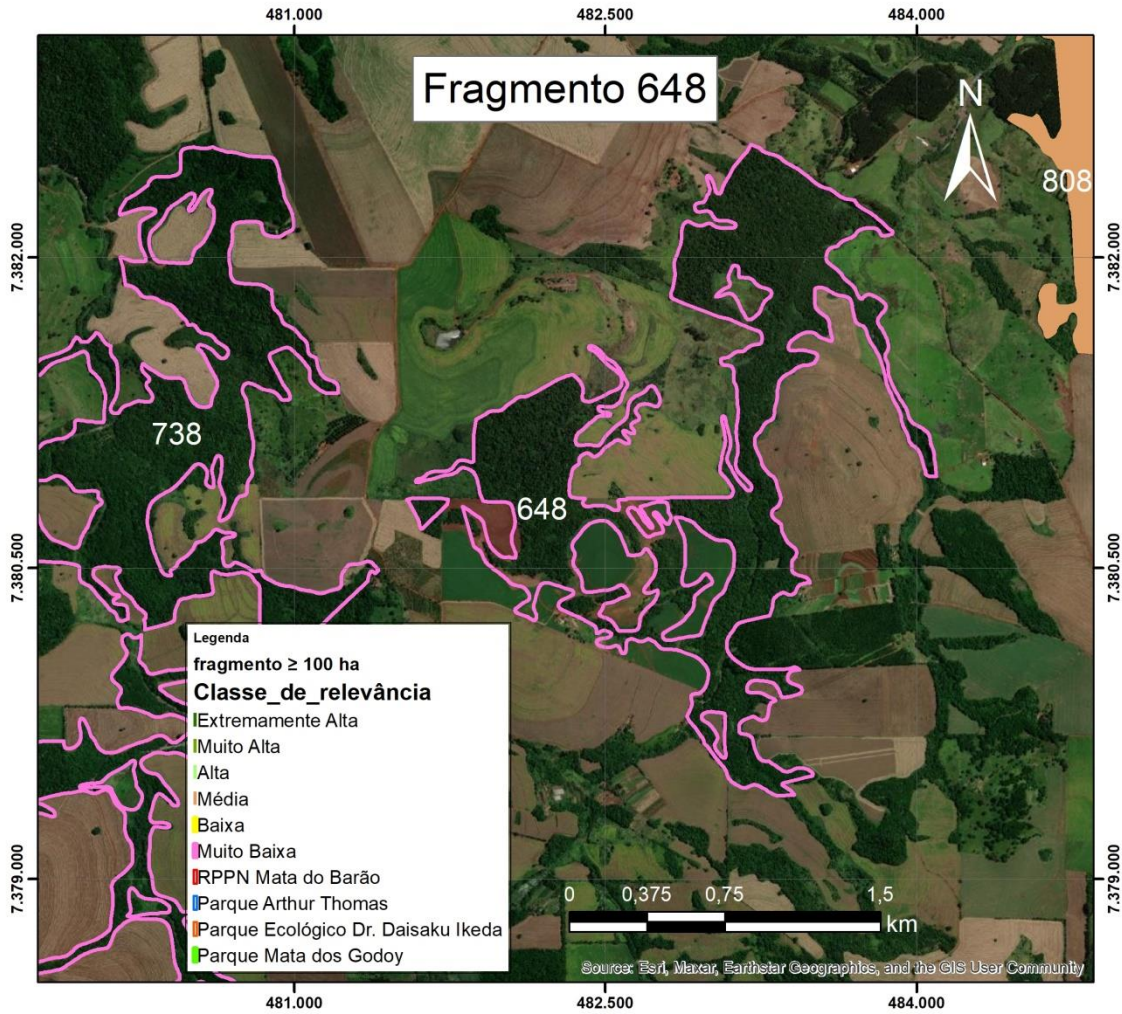 481.000 482.500 484.000
Fragmento 648
N
808
7.382.000 7.382.000
738
648
7.380.500 7.380.500
Legenda
fragmento ≥ 100 ha
Classe_de_relevância
Extremamente Alta
Muito Alta
Alta
Média
Baixa
Muito Baixa
RPPN Mata do Barão
Parque Arthur Thomas
Parque Ecológico Dr. Daisaku Ikeda
Parque Mata dos Godoy
7.379.000 7.379.000
0 0,375 0,75 1,5
km
Source: Esri, Maxar, Earthstar Geographics, and the GIS User Community
481.000 482.500 484.000